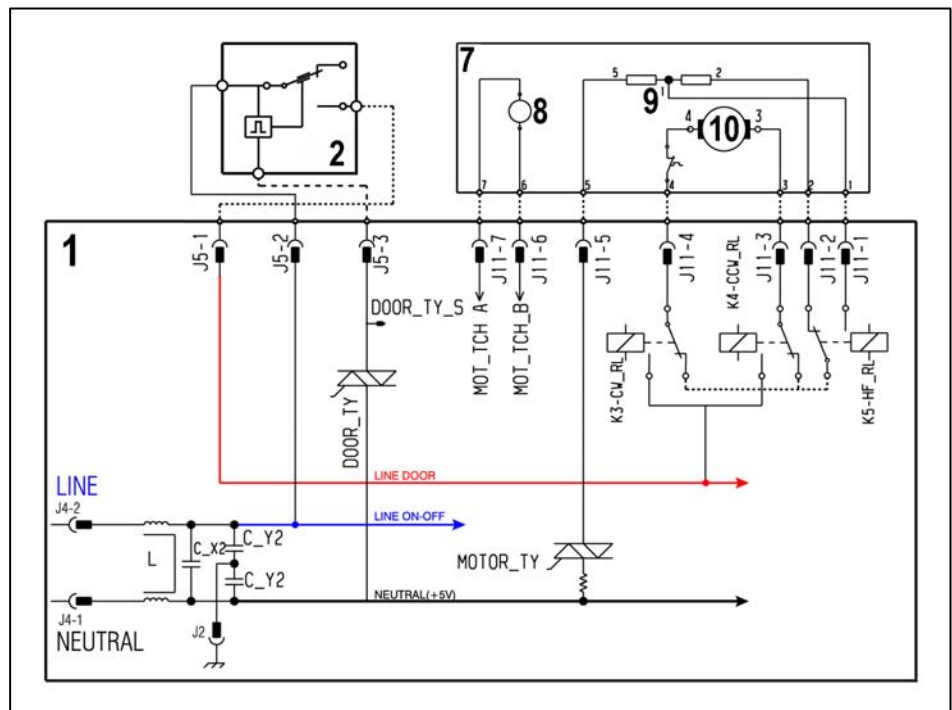 7
5
2
8
9
1
4
10
3
2
7
6
5
4
3
2
1
1
J5-1
J5-2
J5-3
J11-7
J11-6
J11-5
J11-4
K4-CCW_RL
J11-3
J11-2
J11-1
DOOR_TY_S
MOT_TCH A
MOT_TCH_B
K3-CW_RL
K5-HF_RL
DOOR_TY
LINE DOOR
LINE
J4-2
LINE ON-OFF
L
C_X2
C_Y2
MOTOR_TY
C_Y2
NEUTRAL(+5V)
J4-1
J2
NEUTRAL